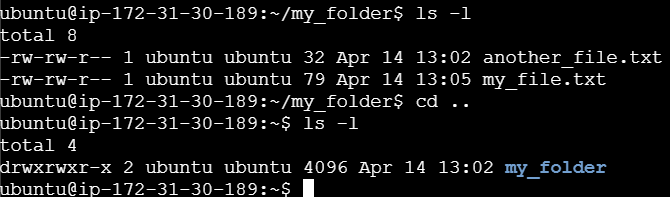 ubuntu@ip-172-31-30-189:~/my_folder$ ls -l
total 8
-rw-rw-r-- 1 ubuntu ubuntu 32 Apr 14 13:02 another_file.txt
-rw-rw-r-- 1 ubuntu ubuntu 79 Apr 14 13:05 my_file.txt
ubuntu@ip-172-31-30-189:~/my_folder$ cd ..
ubuntu@ip-172-31-30-189:~$ ls -l
total 4
drwxrwxr-x 2 ubuntu ubuntu 4096 Apr 14 13:02 my_folder
ubuntu@ip-172-31-30-189:~$